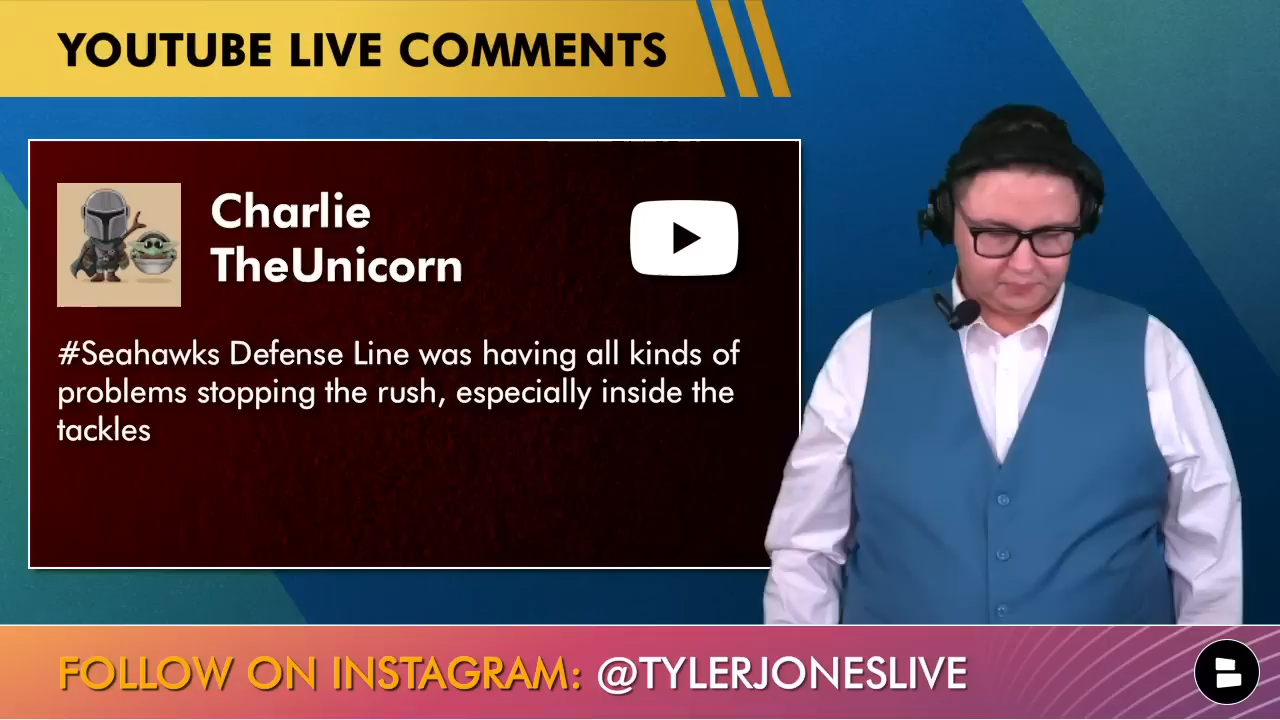 YOUTUBE LIVE COMMENTS
Charlie
TheUnicorn
#Seahawks Defense Line was having all kinds of
problems stopping the rush, especially inside the
tackles
FOLLOW ON INSTAGRAM: @TYLERJONESLIVE